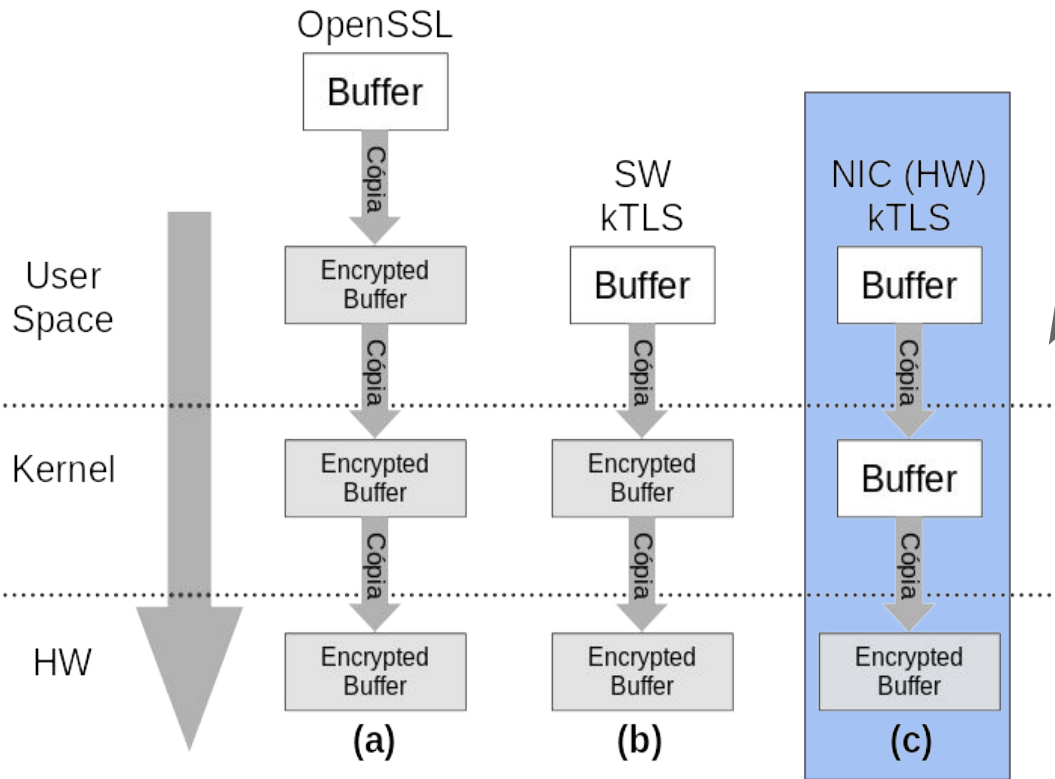 OpenSSL
Buffer
Cópia
SW
kTLS
NIC (HW)
kTLS
User
Space
Encrypted
Buffer
Buffer
Buffer
Cópia
Cópia
Cópia
Kernel
Encrypted
Buffer
Encrypted
Buffer
Buffer
Cópia
Cópia
Cópia
HW
Encrypted
Buffer
Encrypted
Buffer
Encrypted
Buffer
(a)
(b)
(c)